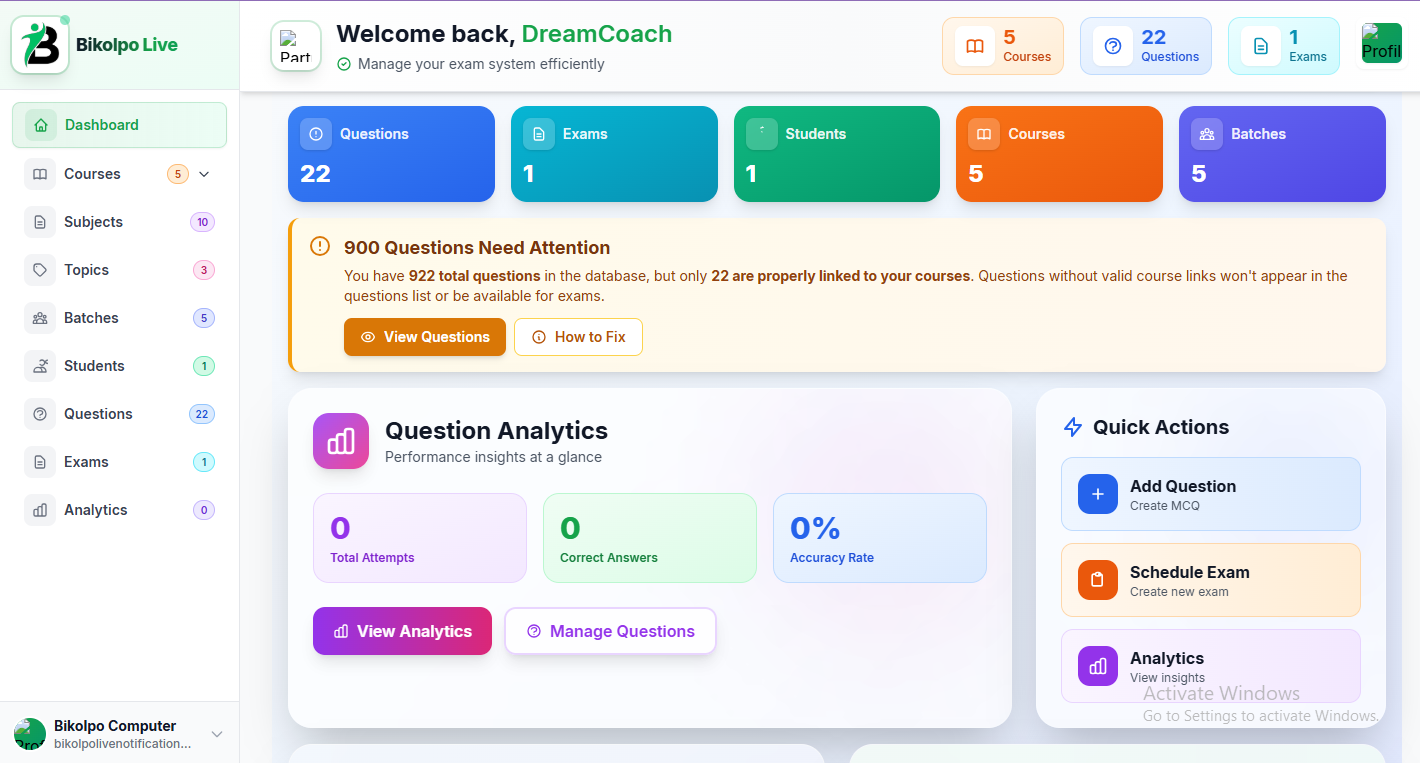 Bikolpo Live
Part
Welcome back, DreamCoach
Manage your exam system efficiently
5
Courses
22
Questions
1
Exams
Profil
Dashboard
Courses 5
Subjects 10
Topics 3
Batches 5
Students 1
Questions 22
Exams 1
Analytics 0
Bikolpo Computer
bikolpolivenotification...
Prof
Questions
22
Exams
1
Students
1
Courses
5
Batches
5
900 Questions Need Attention
You have 922 total questions in the database, but only 22 are properly linked to your courses. Questions without valid course links won't appear in the
questions list or be available for exams.
View Questions
How to Fix
Question Analytics
Performance insights at a glance
0
Total Attempts
0
Correct Answers
0%
Accuracy Rate
View Analytics
Manage Questions
Quick Actions
Add Question
Create MCQ
Schedule Exam
Create new exam
Analytics
View insights
Activate Windows
Go to Settings to activate Windows.